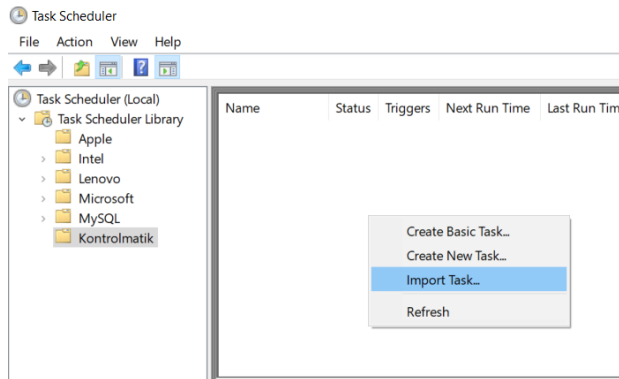 Task Scheduler
File Action View Help
Task Scheduler (Local)
Task Scheduler Library
Apple
Intel
Lenovo
Microsoft
MySQL
Kontrolmatik
Name Status Triggers Next Run Time Last Run Tim
Create Basic Task...
Create New Task...
Import Task...
Refresh